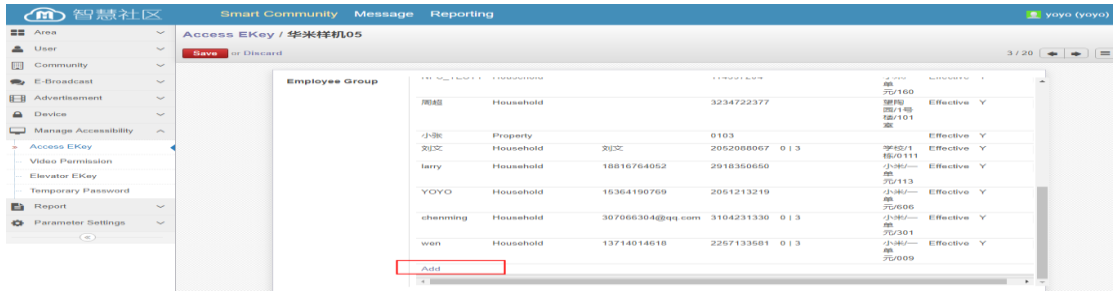 智慧社区 Smart Community Message Reporting yoyo (yoyo)
Area
User
Community
E-Broadcast
Advertisement
Device
Manage Accessibility
Access EKey
Video Permission
Elevator EKey
Temporary Password
Report
Parameter Settings
Access EKey / 华米样机05
Save or Discard 3 / 20
Employee Group
元/160
周超 Household 3234722377 Effective Y
园/1号
楼/101
室
小张 Property 0103 Effective Y
刘文 Household 刘文 2052088067 0 | 3 学校/1 Effective Y
栋/0111
larry Household 18816764052 2918350650 小米/一 Effective Y
单
元/113
YOYO Household 15364190769 2051213219 小米/一 Effective Y
单
元/606
chenming Household 307066304@qq.com 3104231330 0 | 3 小米/一 Effective Y
单
元/301
wen Household 13714014618 2257133581 0 | 3 小米/一 Effective Y
单
元/009
Add